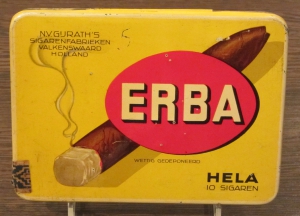 N.V. GURATH'S
SIGARENFABRIEKEN
VALKENSWAARD
HOLLAND
ERBA
WETTIG GEDEPONEERD
HELA
10 SIGAREN